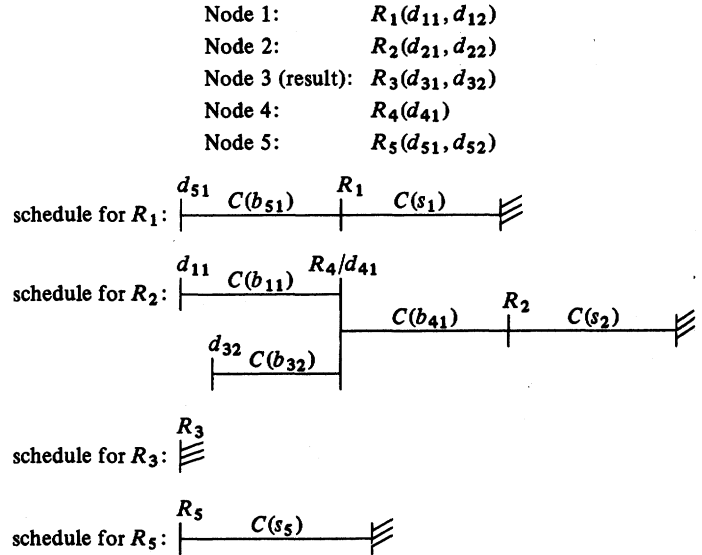 Node 1: R₁(d₁₁, d₁₂)
Node 2: R₂(d₂₁, d₂₂)
Node 3 (result): R₃(d₃₁, d₃₂)
Node 4: R₄(d₄₁)
Node 5: R₅(d₅₁, d₅₂)
d₅₁ C(b₅₁) R₁ C(s₁)
schedule for R₁:
d₁₁ C(b₁₁) R₄/d₄₁
schedule for R₂:
C(b₄₁) R₂ C(s₂)
d₃₂ C(b₃₂)
R₃
schedule for R₃:
R₅ C(s₅)
schedule for R₅: